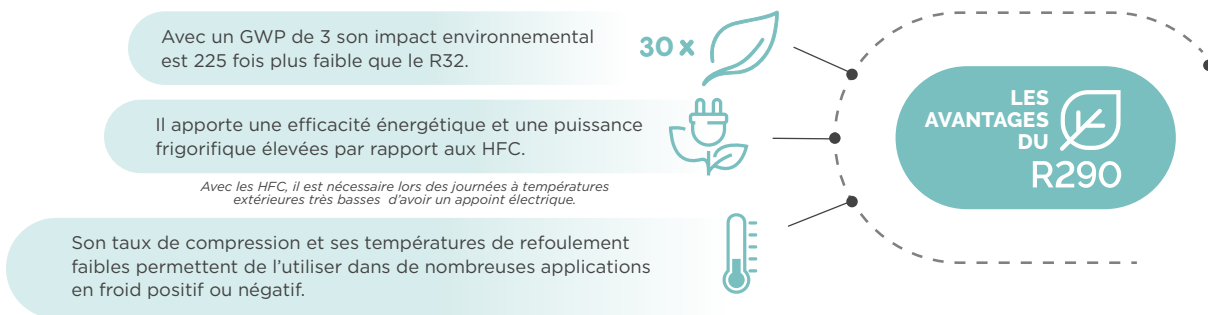 Avec un GWP de 3 son impact environnemental
est 225 fois plus faible que le R32.
30 x
Il apporte une efficacité énergétique et une puissance
frigorifique élevées par rapport aux HFC.
Avec les HFC, il est nécessaire lors des journées à températures
extérieures très basses d'avoir un appoint électrique.
Son taux de compression et ses températures de refoulement
faibles permettent de l'utiliser dans de nombreuses applications
en froid positif ou négatif.
LES
AVANTAGES
DU
R290